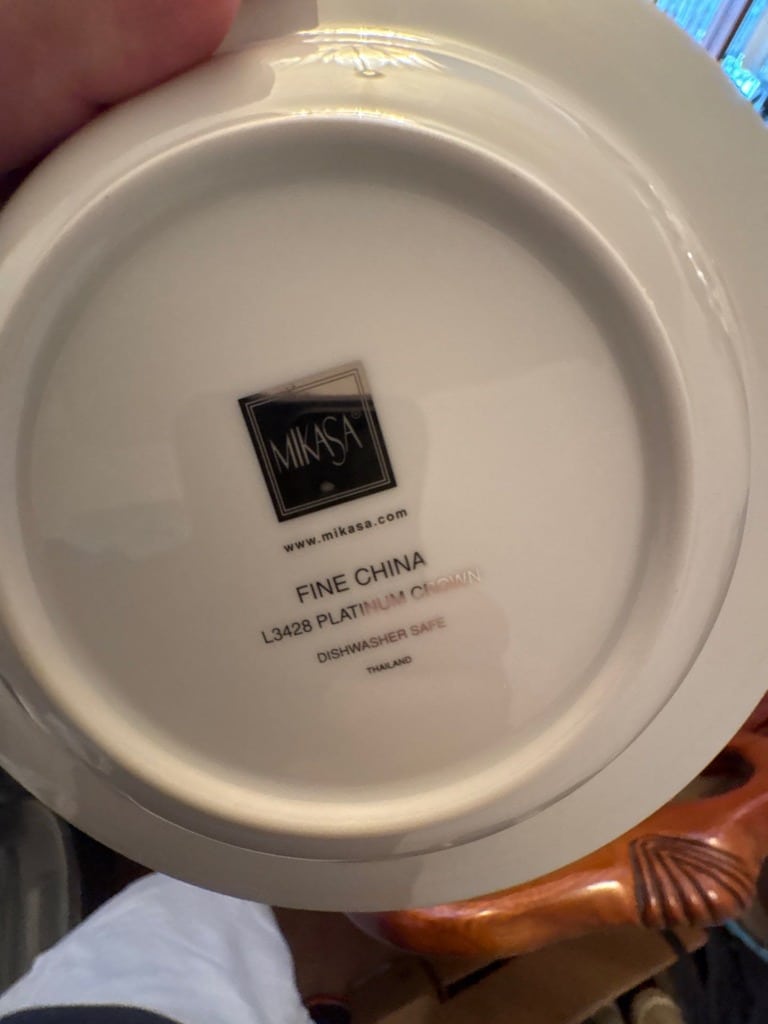 MIKASA®
www.mikasa.com
FINE CHINA
L3428 PLATINUM CROWN
DISHWASHER SAFE
THAILAND